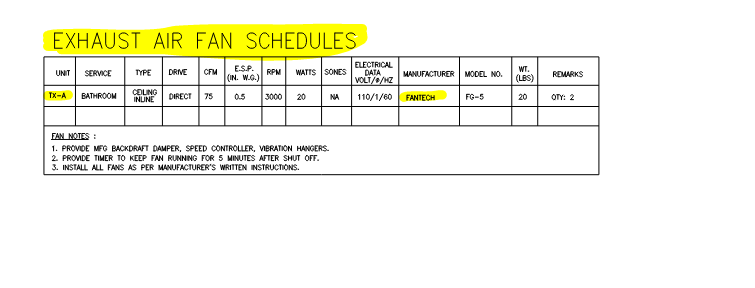 EXHAUST AIR FAN SCHEDULES
UNIT SERVICE TYPE DRIVE CFM E.S.P. (IN. W.G.) RPM WATTS SONES ELECTRICAL DATA VOLT/#/HZ MANUFACTURER MODEL NO. WT. (LBS) REMARKS
TX-A BATHROOM CEILING INLINE DIRECT 75 0.5 3000 20 NA 110/1/60 FANTECH FG-5 20 QTY: 2
FAN NOTES :
1. PROVIDE MFG BACKDRAFT DAMPER, SPEED CONTROLLER, VIBRATION HANGERS.
2. PROVIDE TIMER TO KEEP FAN RUNNING FOR 5 MINUTES AFTER SHUT OFF.
3. INSTALL ALL FANS AS PER MANUFACTURER'S WRITTEN INSTRUCTIONS.